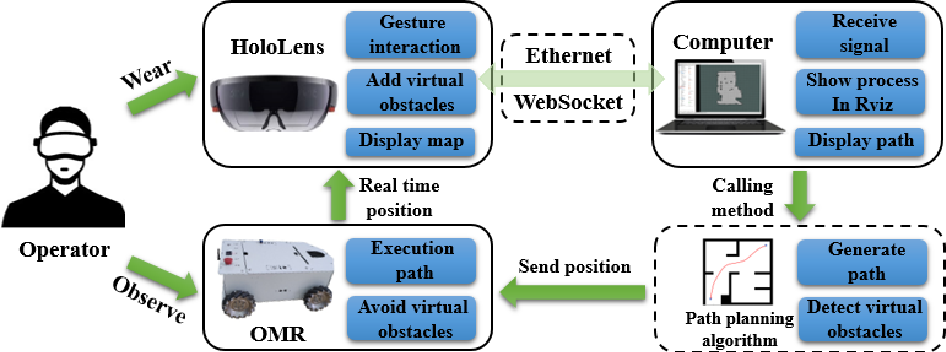 Wear
Operator
Observe
HoloLens
Gesture
interaction
Add virtual
obstacles
Display map
Ethernet
WebSocket
Computer
Receive
signal
Show process
In Rviz
Display path
Real time
position
Calling
method
OMR
Execution
path
Avoid virtual
obstacles
Send position
Path planning
algorithm
Generate
path
Detect virtual
obstacles